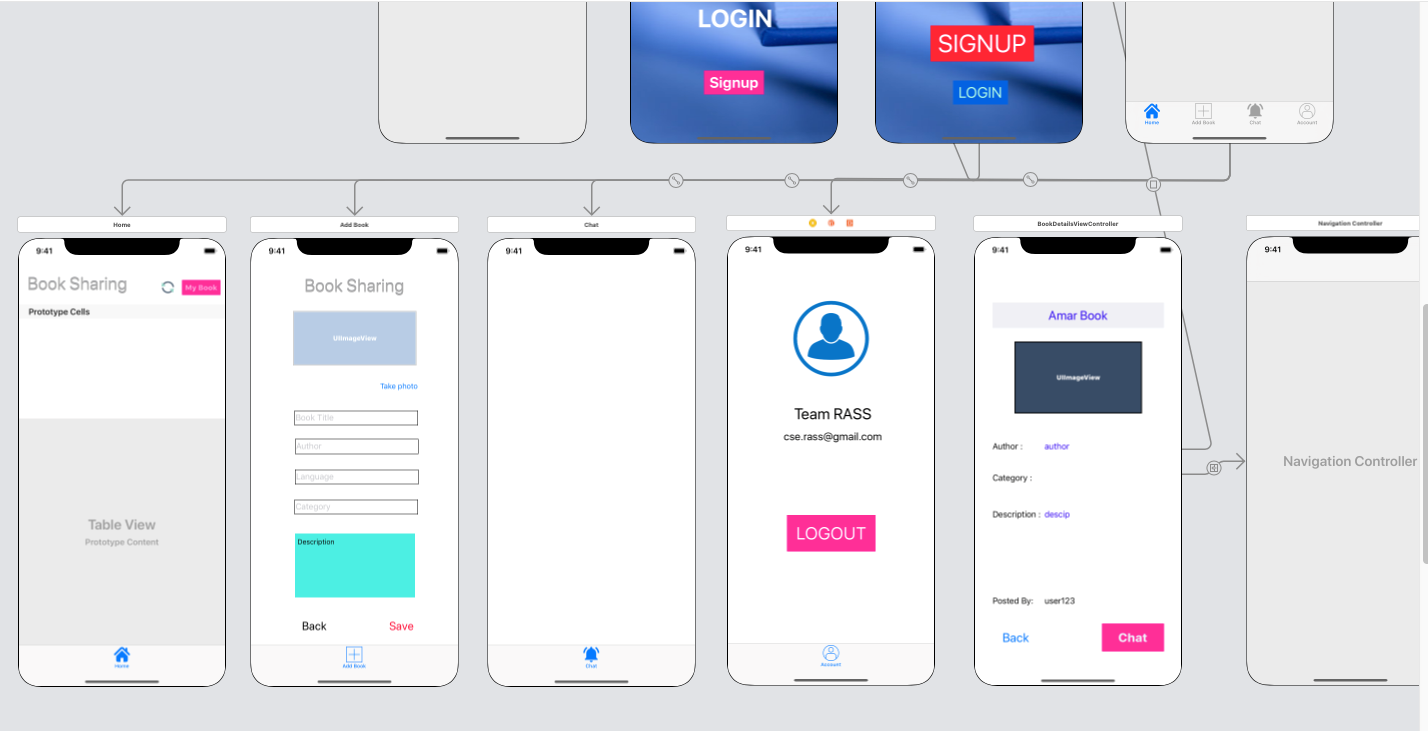 LOGIN
Signup
SIGNUP
LOGIN
Home
Add Book
Chat
Account
Home
9:41
Book Sharing
My Book
Prototype Cells
Table View
Prototype Content
Home
Add Book
9:41
Book Sharing
UIImageView
Take photo
Book Title
Author
Language
Category
Description
Back
Save
Add Book
Chat
9:41
Chat
9:41
Team RASS
cse.rass@gmail.com
LOGOUT
Account
BookDetailsViewController
9:41
Amar Book
UIImageView
Author : author
Category :
Description : descip
Posted By: user123
Back
Chat
Navigation Controller
9:41
Navigation Controller